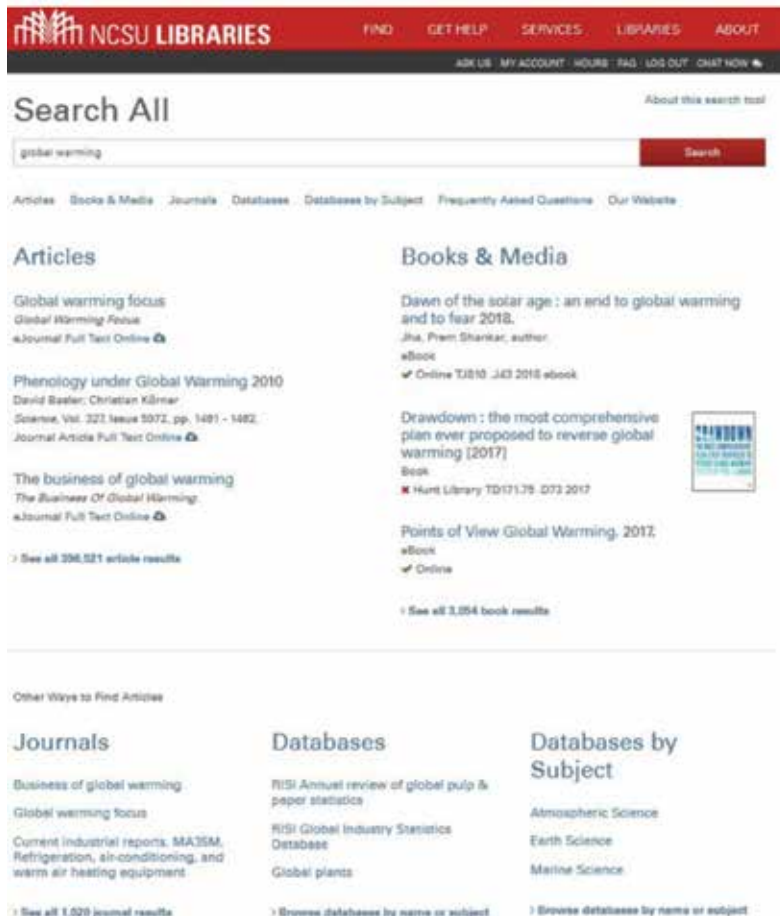 NCSU LIBRARIES
FIND GET HELP SERVICES LIBRARIES ABOUT
ASK US MY ACCOUNT HOURS FAQ LOG OUT CHAT NOW
Search All
About this search tool
global warming
Search
Articles Books & Media Journals Databases Databases by Subject Frequently Asked Questions Our Website
Articles
Global warming focus
Global Warming Focus
eJournal Full Text Online
Phenology under Global Warming 2010
David Basler; Christian Körner
Science, Vol. 327, Issue 5972, pp. 1461 - 1462.
Journal Article Full Text Online
The business of global warming
The Business Of Global Warming.
eJournal Full Text Online
› See all 396,521 article results
Books & Media
Dawn of the solar age : an end to global warming
and to fear 2018.
Jha, Prem Shankar, author.
eBook
✔ Online TJ810 .J43 2018 ebook
Drawdown : the most comprehensive
plan ever proposed to reverse global
warming [2017]
Book
✖ Hunt Library TD171.75 .D73 2017
DRAWDOWN
Points of View Global Warming. 2017.
eBook
✔ Online
› See all 3,054 book results
Other Ways to Find Articles
Journals
Business of global warming
Global warming focus
Current industrial reports. MA35M,
Refrigeration, air-conditioning, and
warm air heating equipment
› See all 1,020 journal results
Databases
RISI Annual review of global pulp &
paper statistics
RISI Global Industry Statistics
Database
Global plants
› Browse databases by name or subject
Databases by
Subject
Atmospheric Science
Earth Science
Marine Science
› Browse databases by name or subject